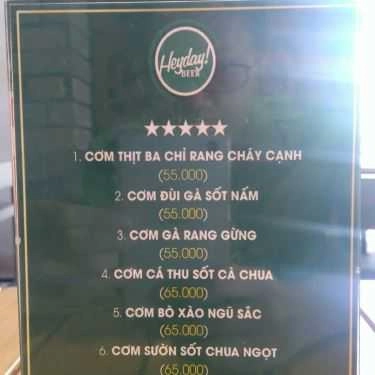 Heyday!
BEER
1. CƠM THỊT BA CHỈ RANG CHÁY CẠNH
(55.000)
2. CƠM ĐÙI GÀ SỐT NẤM
(55.000)
3. CƠM GÀ RANG GỪNG
(55.000)
4. CƠM CÁ THU SỐT CÀ CHUA
(65.000)
5. CƠM BÒ XÀO NGŨ SẮC
(65.000)
6. CƠM SƯỜN SỐT CHUA NGỌT
(65.000)